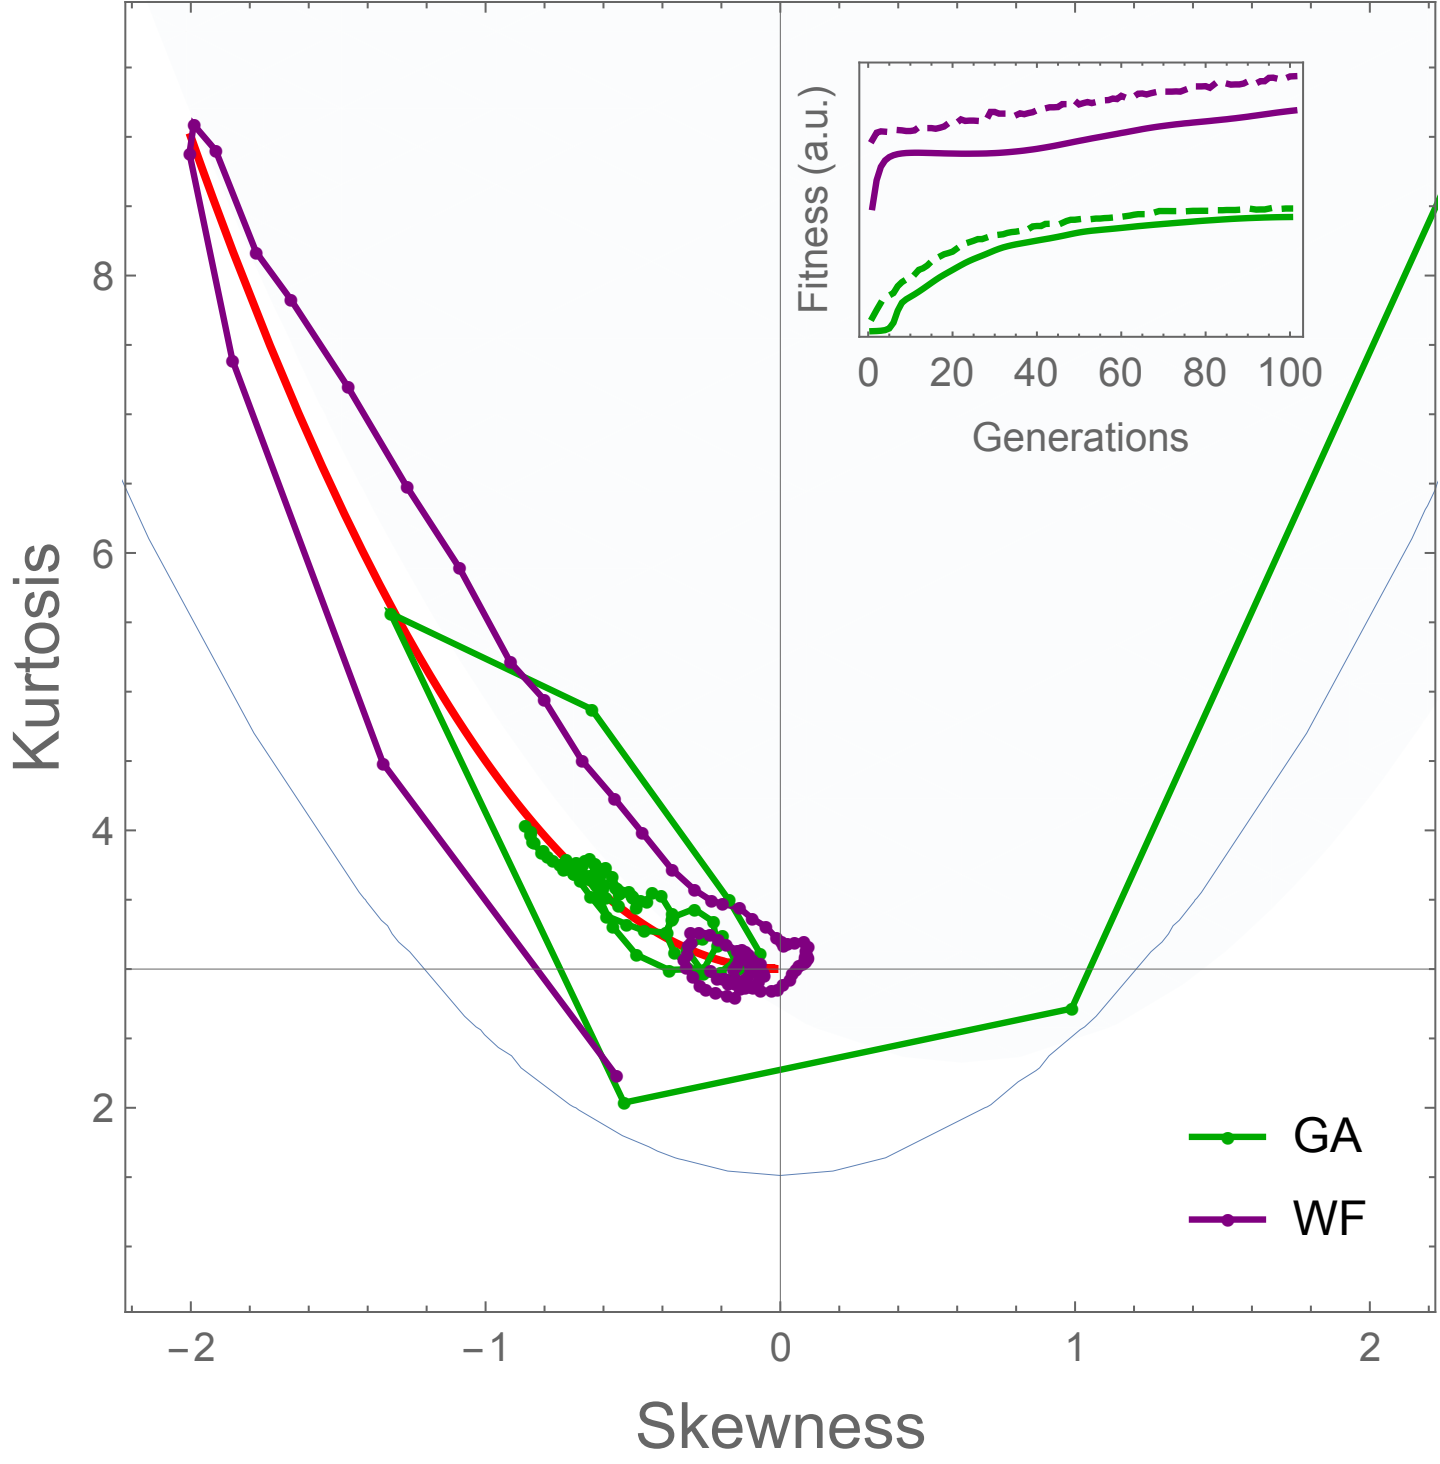 Fitness (a.u.)
0 20 40 60 80 100
Generations
Kurtosis
8
6
4
2
GA
WF
−2 −1 0 1 2
Skewness